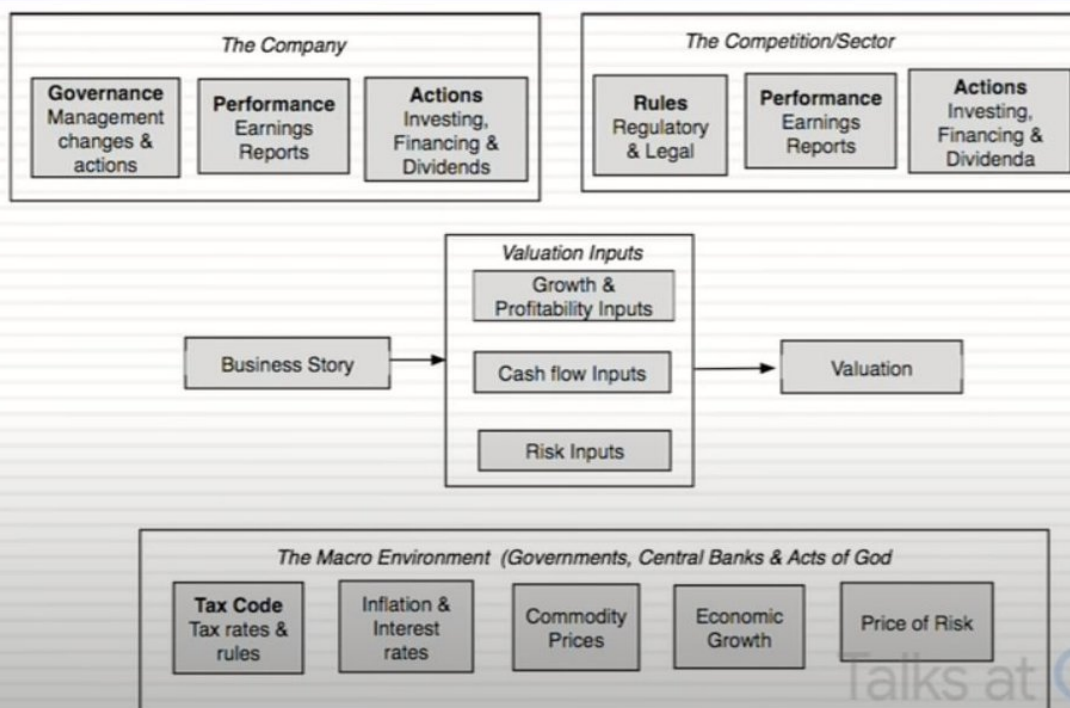 The Company
Governance
Management
changes &
actions
Performance
Earnings
Reports
Actions
Investing,
Financing &
Dividends
The Competition/Sector
Rules
Regulatory
& Legal
Performance
Earnings
Reports
Actions
Investing,
Financing &
Dividenda
Valuation Inputs
Growth &
Profitability Inputs
Business Story
Cash flow Inputs
Valuation
Risk Inputs
The Macro Environment (Governments, Central Banks & Acts of God
Tax Code
Tax rates &
rules
Inflation &
Interest
rates
Commodity
Prices
Economic
Growth
Price of Risk
Talks at